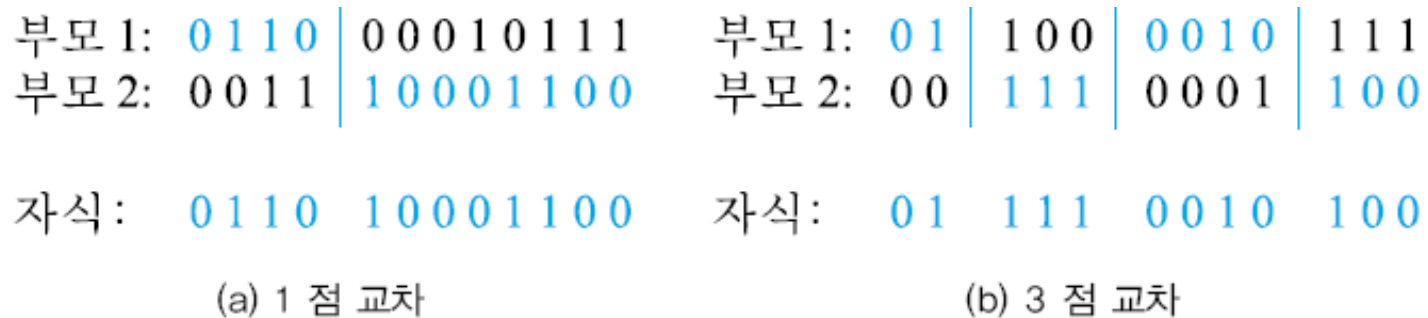 부모 1: 0 1 1 0 0 0 0 1 0 1 1 1
부모 2: 0 0 1 1 1 0 0 0 1 1 0 0
자식 : 0 1 1 0 1 0 0 0 1 1 0 0
(a) 1 점 교차
부모 1: 0 1 1 0 0 0 0 1 0 1 1 1
부모 2: 0 0 1 1 1 0 0 0 1 1 0 0
자식 : 0 1 1 1 1 0 0 1 0 1 0 0
(b) 3 점 교차